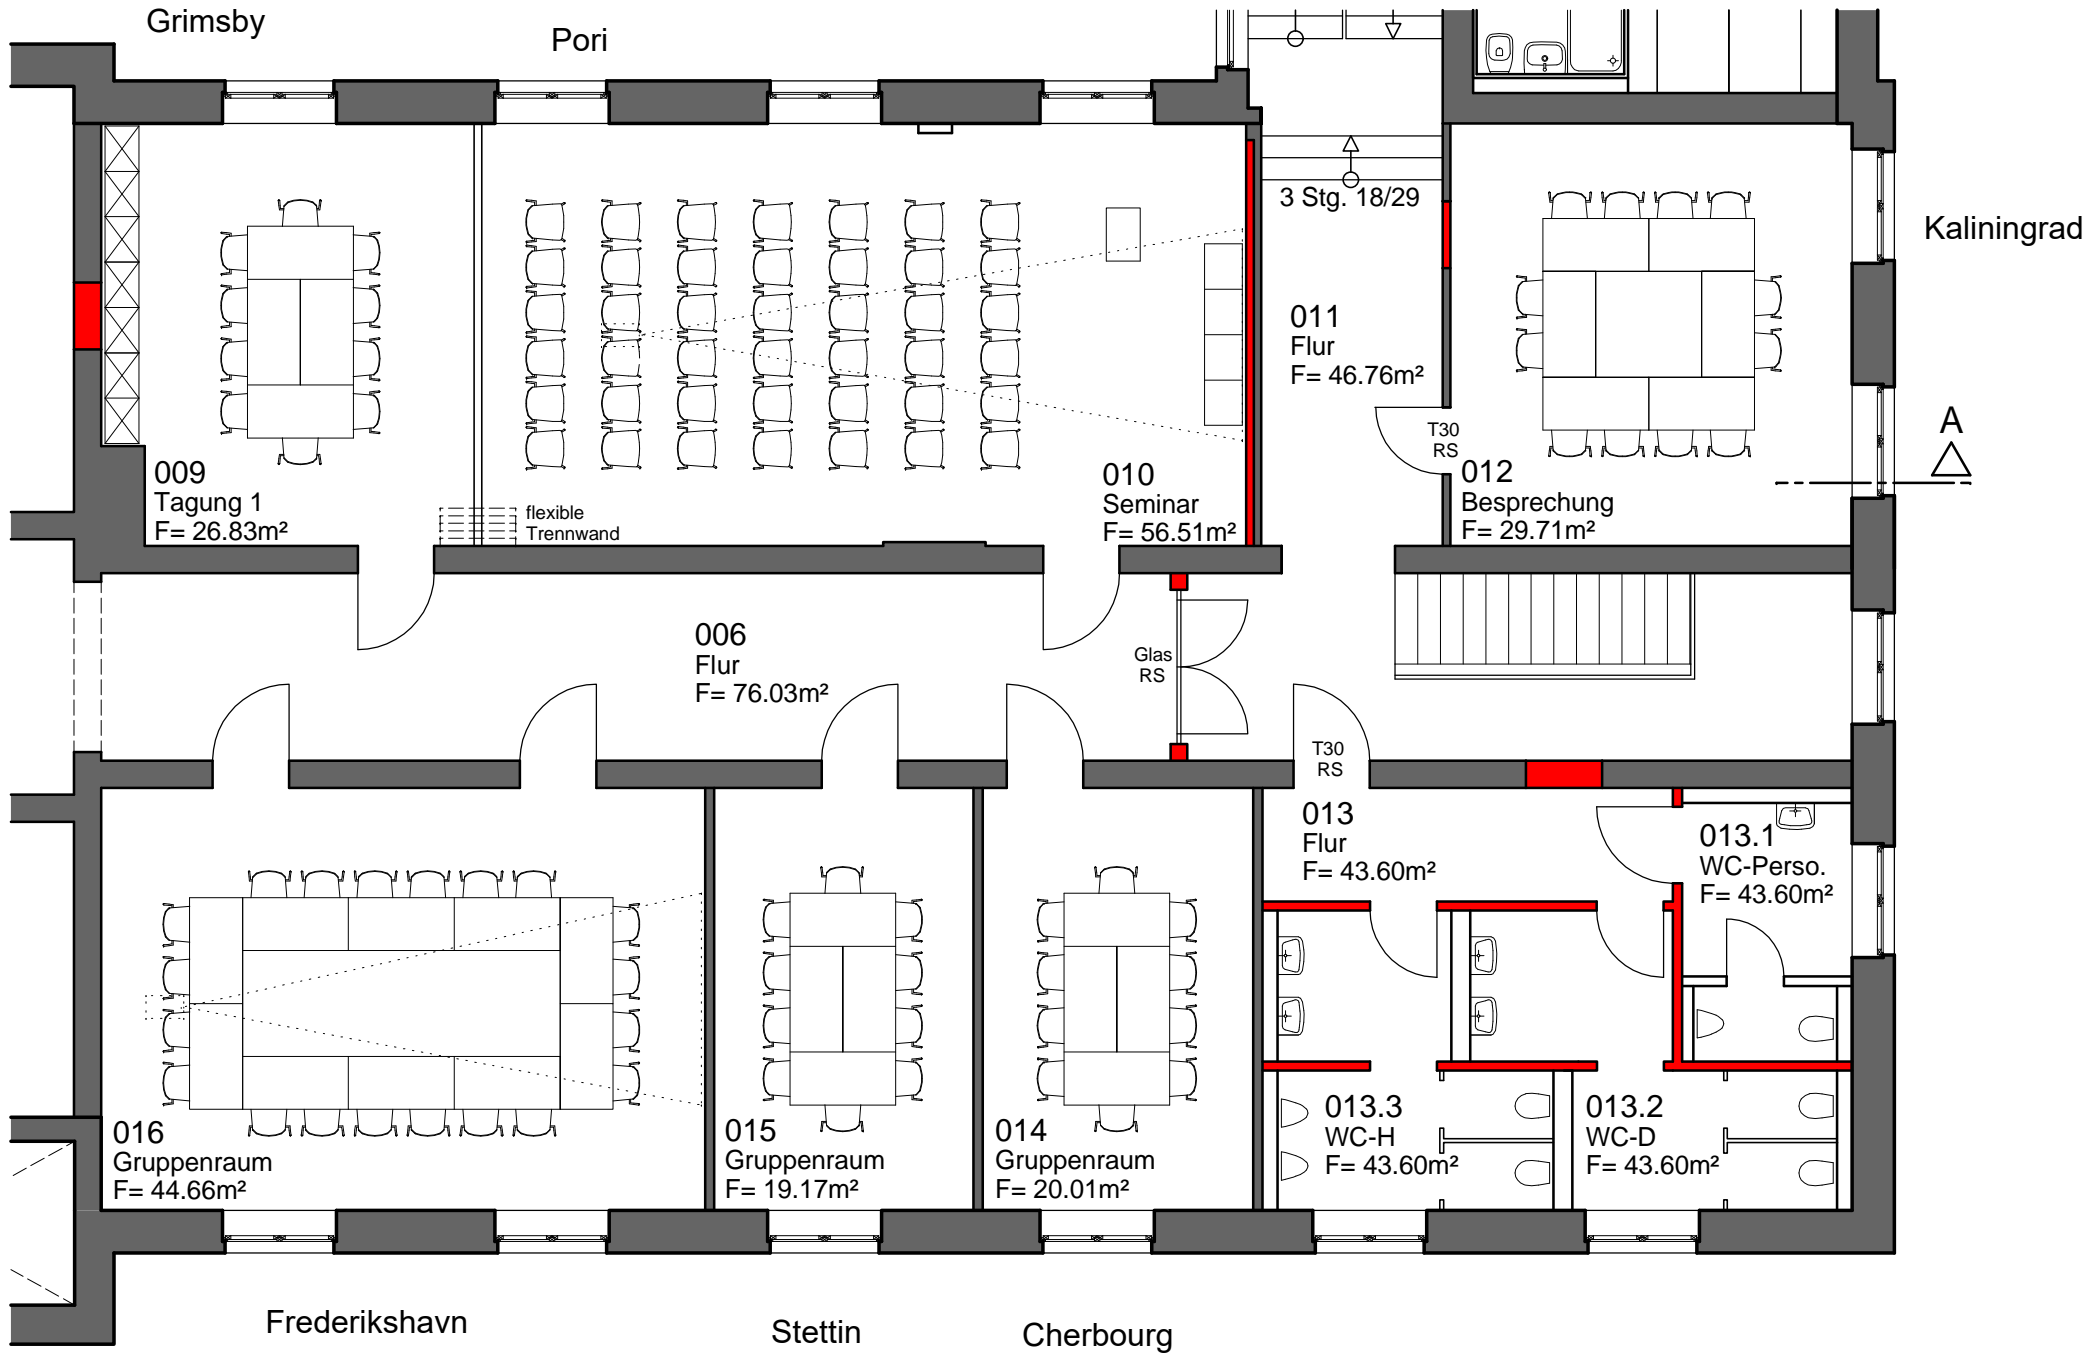 Grimsby
Pori
Kaliningrad
3 Stg. 18/29
011
Flur
F= 46.76m²
A
T30
RS
009
Tagung 1
F= 26.83m²
flexible
Trennwand
010
Seminar
F= 56.51m²
012
Besprechung
F= 29.71m²
006
Flur
F= 76.03m²
Glas
RS
T30
RS
013
Flur
F= 43.60m²
013.1
WC-Perso.
F= 43.60m²
016
Gruppenraum
F= 44.66m²
015
Gruppenraum
F= 19.17m²
014
Gruppenraum
F= 20.01m²
013.3
WC-H
F= 43.60m²
013.2
WC-D
F= 43.60m²
Frederikshavn
Stettin
Cherbourg